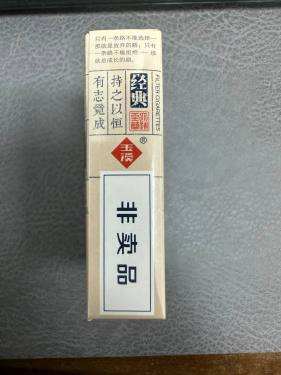 只有一条路不能选择—
那就是放弃的路；只有
一条路不能拒绝—那
就是成长的路。
经典
持之以恒
有志竟成
FILTER CIGARETTES
玉溪®
非卖品